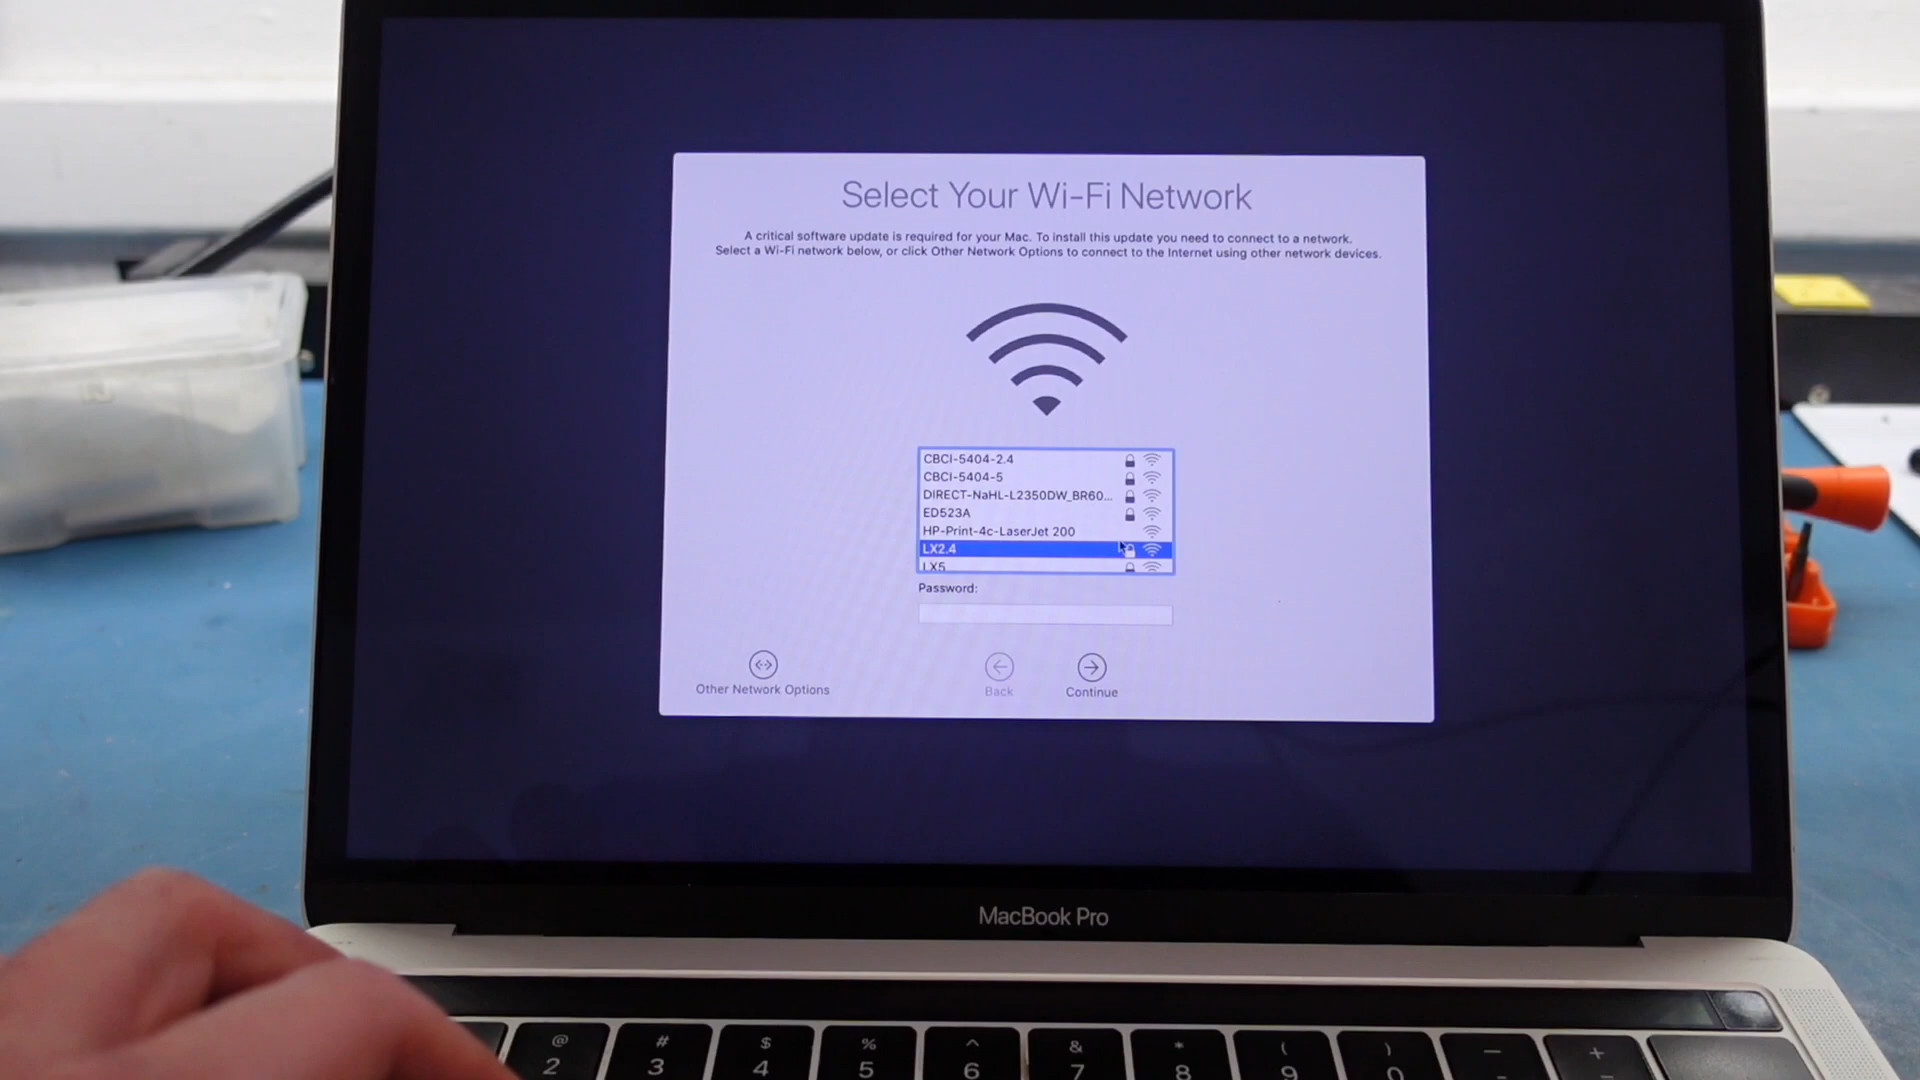 Select Your Wi-Fi Network
A critical software update is required for your Mac. To install this update you need to connect to a network.
Select a Wi-Fi network below, or click Other Network Options to connect to the Internet using other network devices.
CBCI-5404-2.4
CBCI-5404-5
DIRECT-NaHL-L2350DW_BR60...
ED523A
HP-Print-4c-LaserJet 200
LX2.4
LX5
Password:
Other Network Options
Back
Continue
MacBook Pro
@ # $ % ^ & * ( ) — +
2 3 4 5 6 7 8 9 0